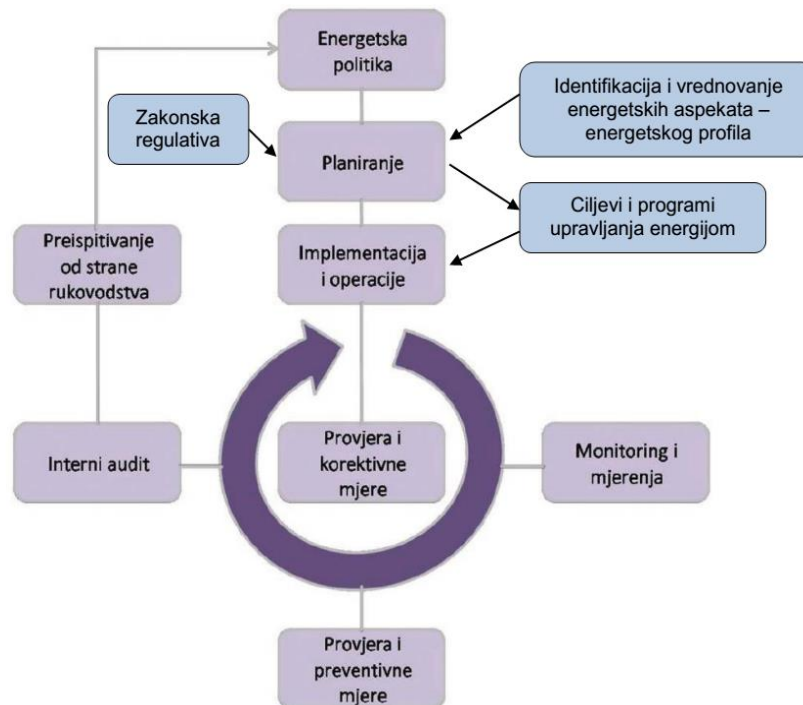 Energetska
politika
Identifikacija i vrednovanje
energetskih aspekata –
energetskog profila
Zakonska
regulativa
Planiranje
Ciljevi i programi
upravljanja energijom
Preispitivanje
od strane
rukovodstva
Implementacija
i operacije
Interni audit
Provjera i
korektivne
mjere
Monitoring i
mjerenja
Provjera i
preventivne
mjere